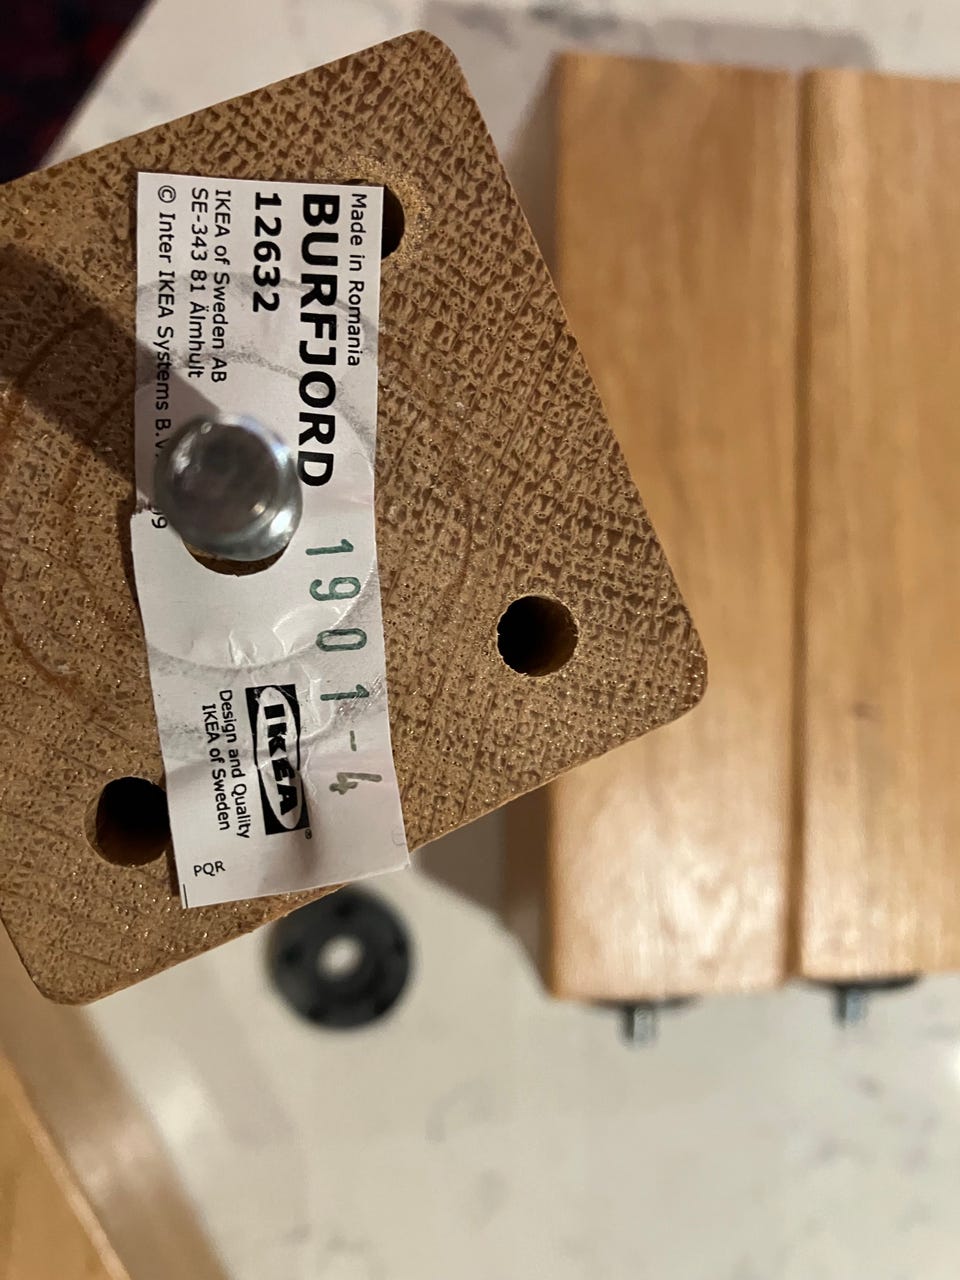 Made in Romania
BURFJORD
12632
IKEA of Sweden AB
SE-343 81 Älmhult
© Inter IKEA Systems B.V.
1901-4
IKEA®
Design and Quality
IKEA of Sweden
PQR